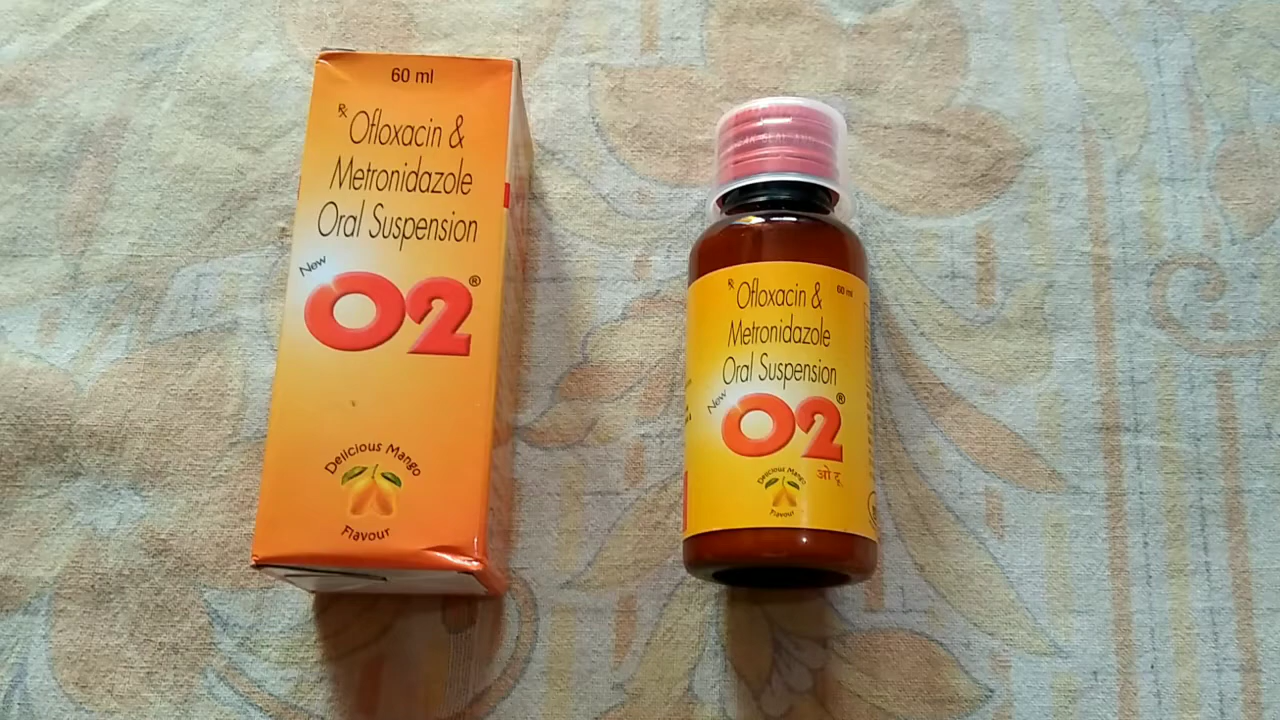 60 ml
℞ Ofloxacin &
Metronidazole
Oral Suspension
New
O2®
Delicious Mango
Flavour
℞ Ofloxacin & 60 ml
Metronidazole
Oral Suspension
New
O2®
ओ टू
Delicious Mango
Flavour